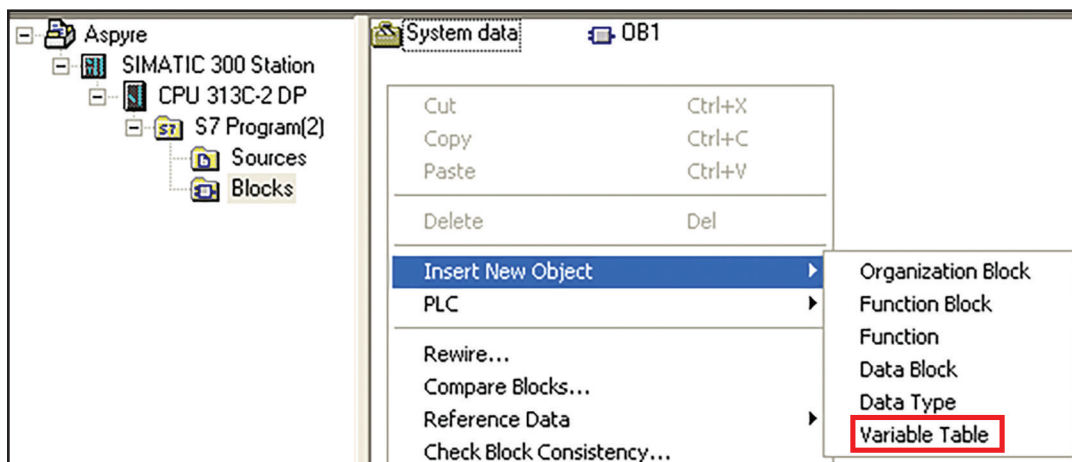 Aspyre
SIMATIC 300 Station
CPU 313C-2 DP
S7 Program(2)
Sources
Blocks
System data OB1
Cut Ctrl+X
Copy Ctrl+C
Paste Ctrl+V
Delete Del
Insert New Object
PLC
Rewire...
Compare Blocks...
Reference Data
Check Block Consistency...
Organization Block
Function Block
Function
Data Block
Data Type
Variable Table